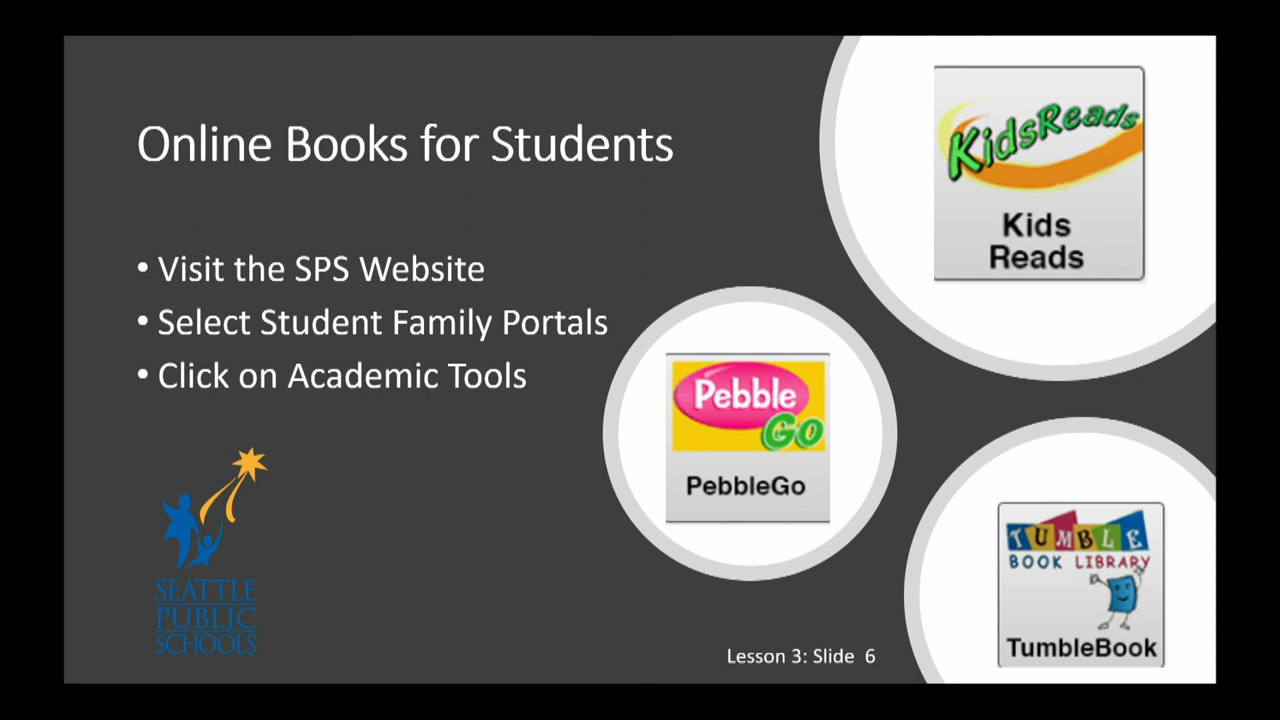 Online Books for Students
• Visit the SPS Website
• Select Student Family Portals
• Click on Academic Tools
KidsReads
Kids
Reads
Pebble
Go
PebbleGo
TUMBLE
BOOK LIBRARY
TumbleBook
SEATTLE
PUBLIC
SCHOOLS
Lesson 3: Slide 6